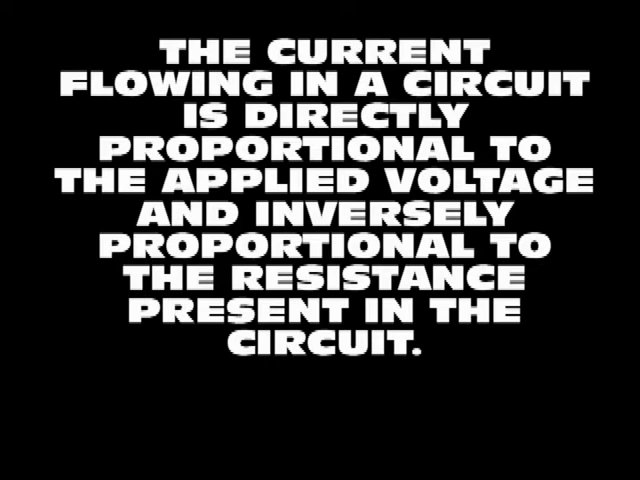 THE CURRENT
FLOWING IN A CIRCUIT
IS DIRECTLY
PROPORTIONAL TO
THE APPLIED VOLTAGE
AND INVERSELY
PROPORTIONAL TO
THE RESISTANCE
PRESENT IN THE
CIRCUIT.